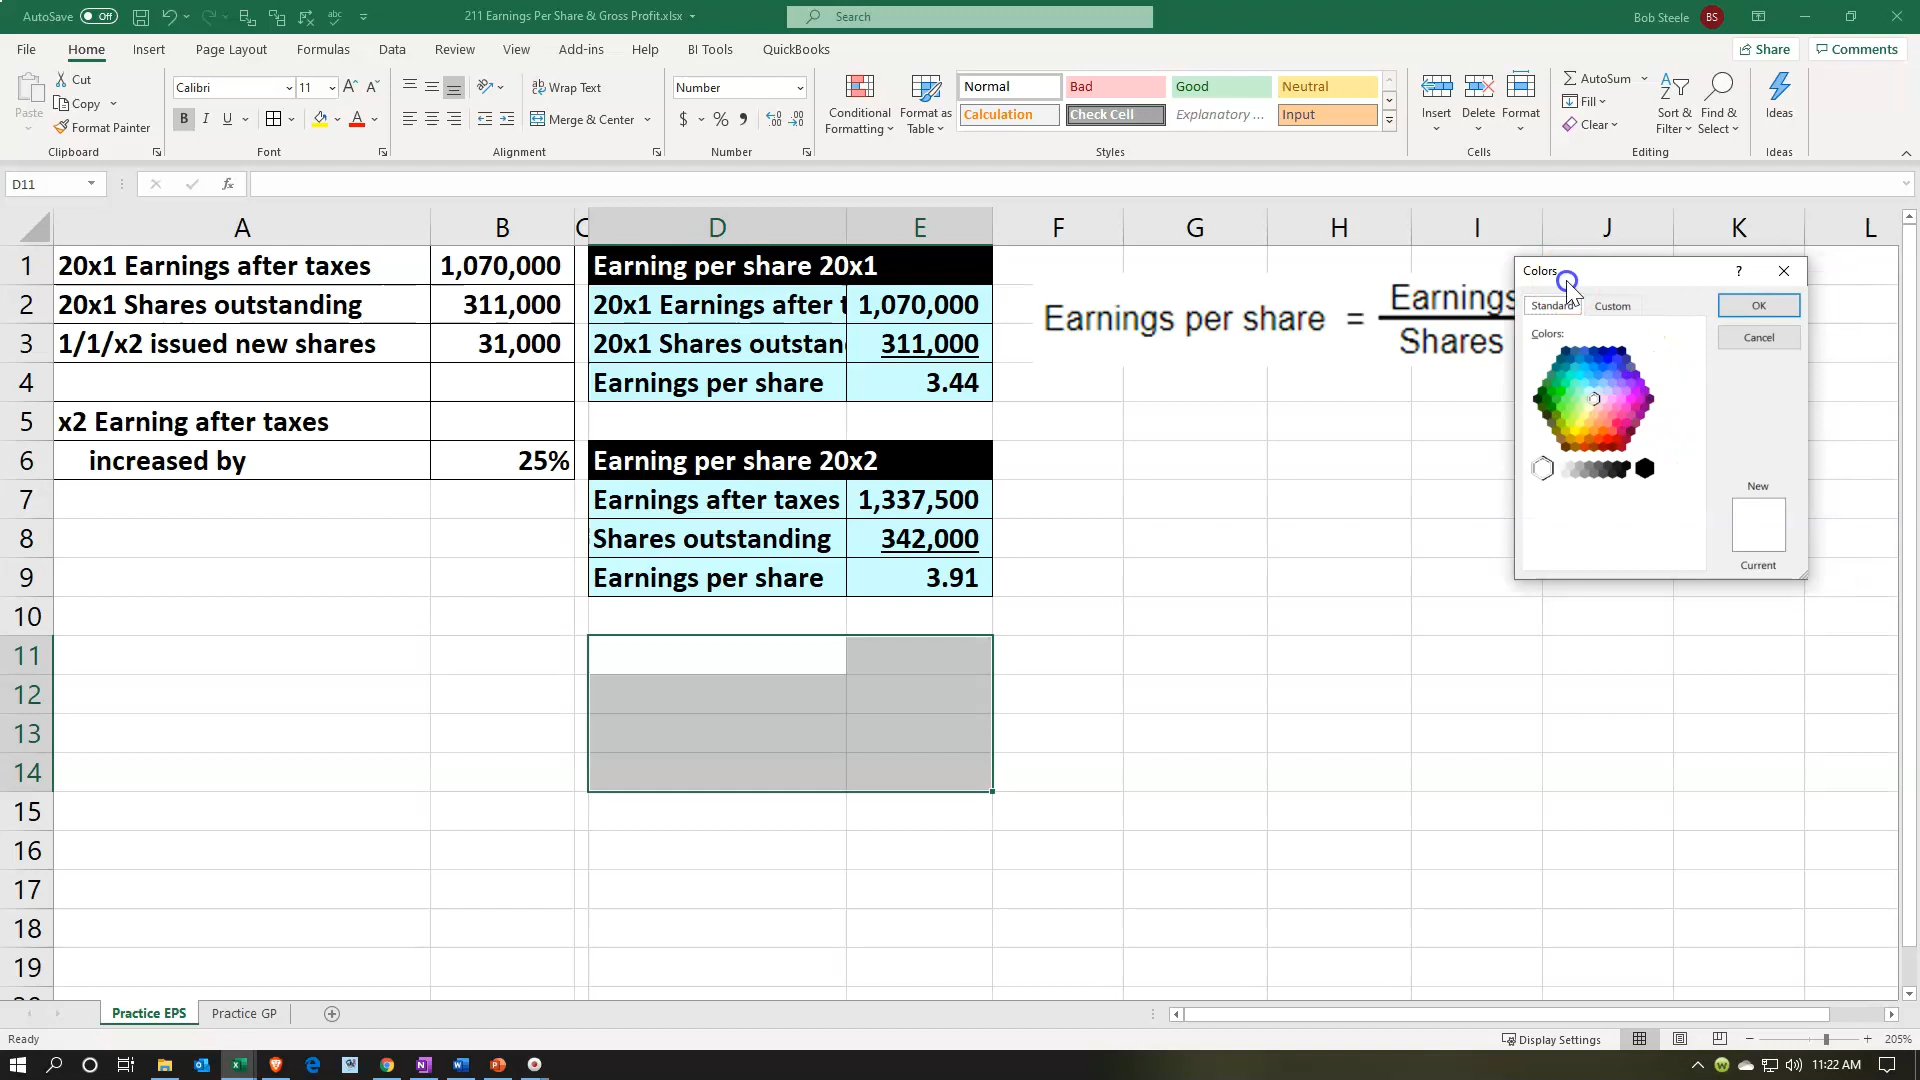 AutoSave Off 211 Earnings Per Share & Gross Profit.xlsx Search Bob Steele BS
File Home Insert Page Layout Formulas Data Review View Add-ins Help BI Tools QuickBooks Share Comments
Paste Cut Copy Format Painter Clipboard
Calibri 11 B I U A A A Font
Wrap Text Merge & Center Alignment
Number $ % Number
Conditional Formatting Format as Table
Normal Bad Good Neutral
Calculation Check Cell Explanatory ... Input
Styles
Insert Delete Format Cells
AutoSum Fill Clear Sort & Filter Find & Select Editing
Ideas Ideas
D11 fx
A B C D E F G H I J K L
1 20x1 Earnings after taxes 1,070,000 Earning per share 20x1
2 20x1 Shares outstanding 311,000 20x1 Earnings after 1,070,000
3 1/1/x2 issued new shares 31,000 20x1 Shares outstan 311,000
4 Earnings per share 3.44
5 x2 Earning after taxes
6 increased by 25% Earning per share 20x2
7 Earnings after taxes 1,337,500
8 Shares outstanding 342,000
9 Earnings per share 3.91
10
11
12
13
14
15
16
17
18
19
Earnings per share = Earnings
Shares
Colors ?
Standard Custom OK
Colors: Cancel
New
Current
Practice EPS Practice GP
Ready Display Settings 205%
11:22 AM